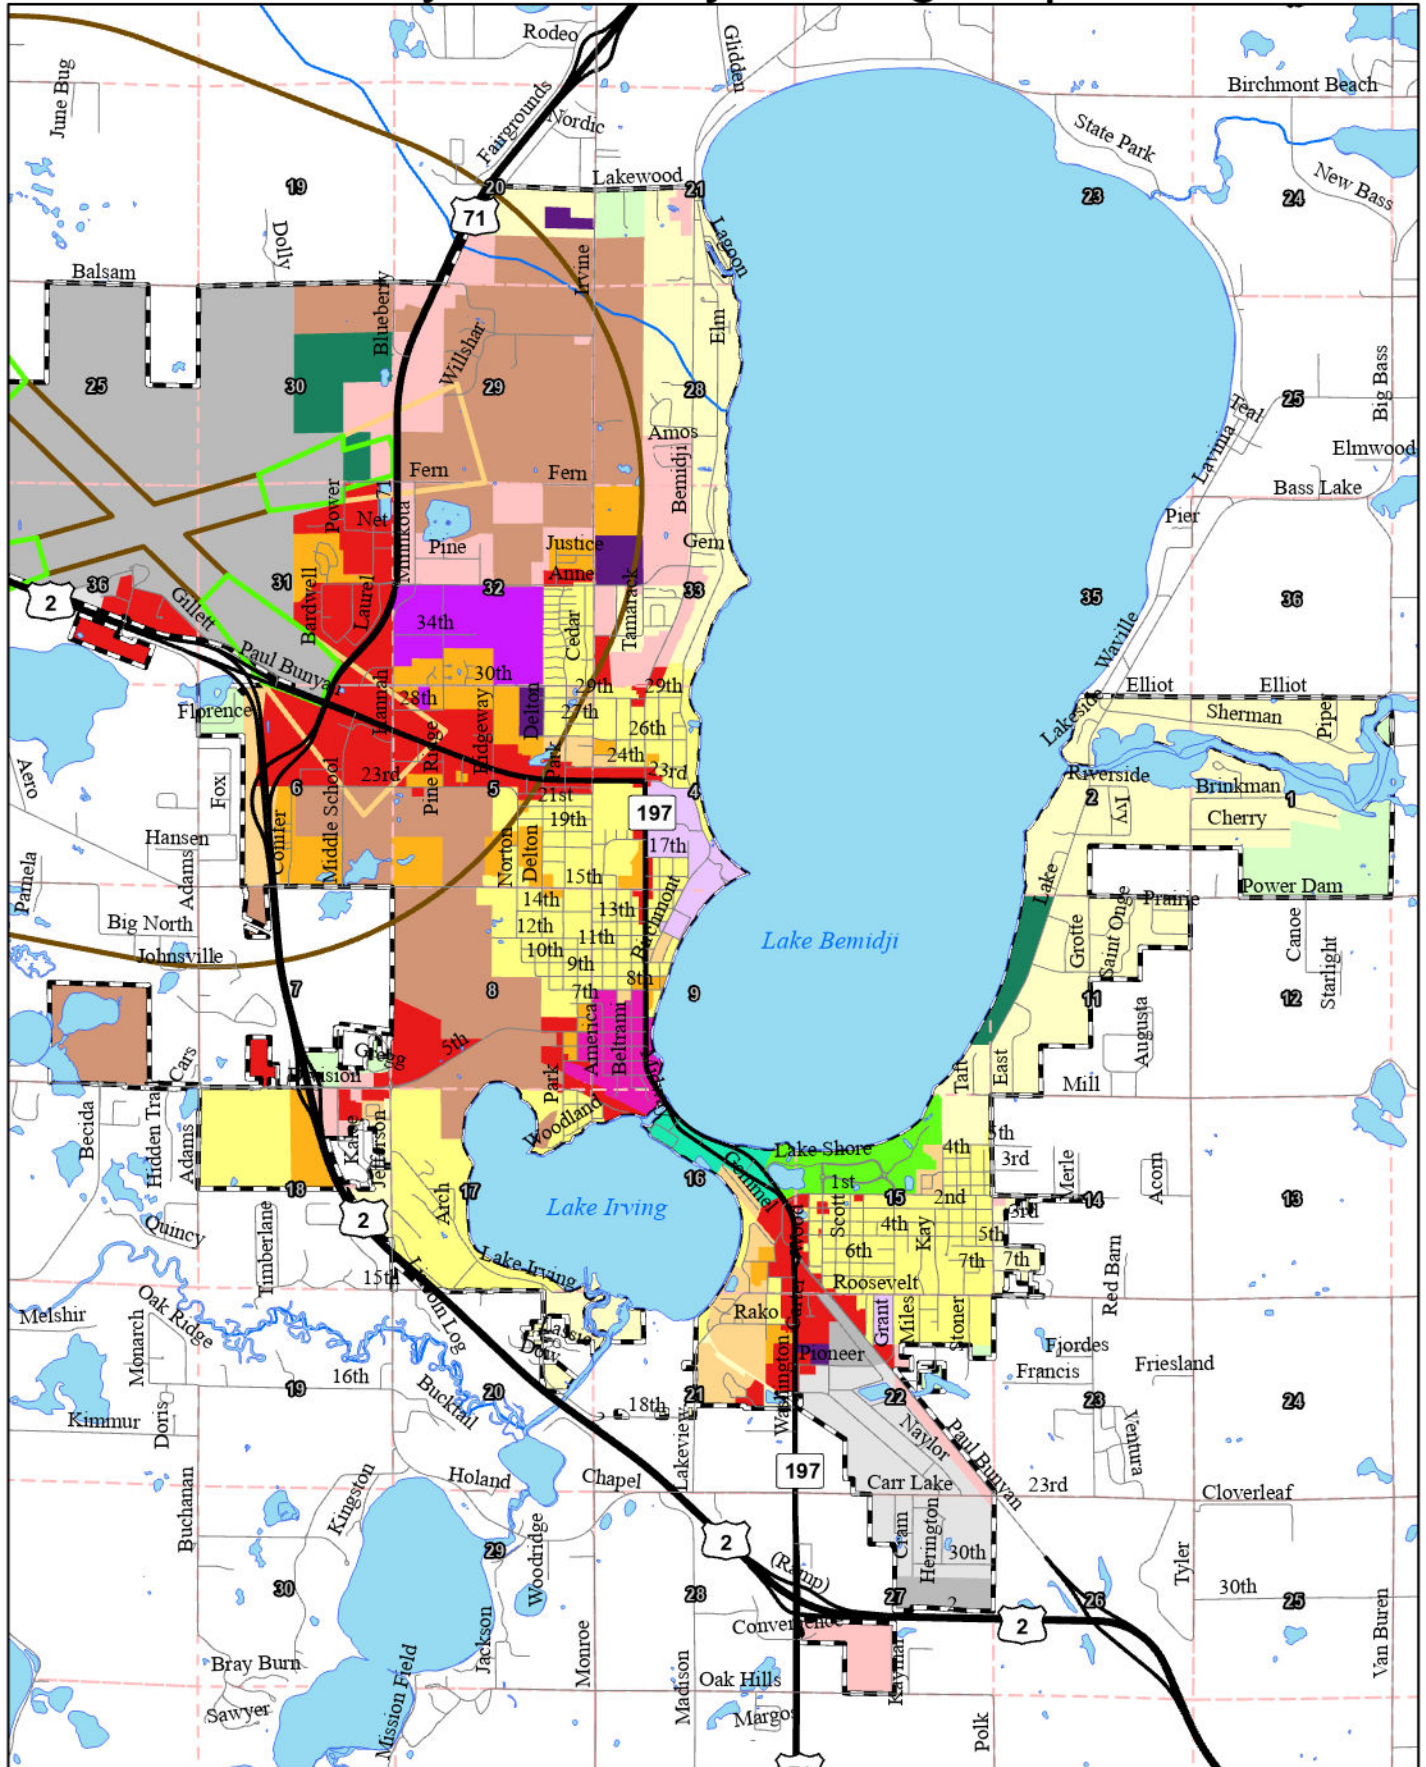 Rodeo
Glidden
June Bug
Birchmont Beach
Fairgrounds
Nordic
State Park
Lakewood
New Bass
19
20
21
23
24
71
Dolly
Lagoon
Balsam
Irvine
Blueberry
Elm
Willshar
25
30
29
28
25
Big Bass
Teal
Amos
Lavinia
Elmwood
Bemidji
Fern
Fern
Power
71
Bass Lake
Net
Pier
Minnkota
Pine
Justice
Gem
Anne
36
31
32
33
35
36
2
Gillett
Bardwell
Laurel
34th
Cedar
Tamarack
Paul Bunyan
Waville
30th
Elliot
Elliot
Hannah
28th
29th
29th
Florence
Ridgeway
Delton
27th
26th
Sherman
Piper
Lakeside
Pine Ridge
24th
Park
23rd
23rd
Aero
Fox
Middle School
6
5
4
Riverside
2
Brinkman
1
21st
197
19th
Ivy
Cherry
Hansen
Conifer
17th
Norton
Delton
Pamela
Adams
15th
Lake
Power Dam
14th
Prairie
13th
Birchmont
Big North
12th
11th
Grotte
Saint Onge
Canoe
Starlight
Johnsville
10th
9th
Lake Bemidji
8th
7
8
7th
9
11
12
America
Beltrami
Augusta
5th
Gregg
Cars
Division
Park
Taft
East
Mill
Becida
Hidden Tra
Adams
Kare
Jefferson
Woodland
Lake Shore
4th
5th
3rd
Merle
Acorn
Gemmel
18
17
16
1st
15
2nd
14
13
Arch
Lake Irving
Scott
3rd
2
4th
Kay
Quincy
Timberlane
5th
6th
7th
7th
Lake Irving
Red Barn
15th
Lincoln Log
Roosevelt
Oak Ridge
Melshir
Rako
Carter
Grant
Miles
Stoner
Monarch
Fjordes
Pioneer
Francis
Friesland
16th
Washington
19
20
21
22
23
24
Bucktail
18th
Kimmur
Doris
Lakeview
Naylor
Paul Bunyan
Ventura
Buchanan
Kingston
Holand
Chapel
197
Carr Lake
23rd
Cloverleaf
Cram
Herington
2
29
Woodridge
30th
(Ramp)
Tyler
30
28
27
26
30th
25
2
2
Convenience
Van Buren
Jackson
Monroe
Bray Burn
Madison
Oak Hills
Kayman
Mission Field
Sawyer
Margos
Polk